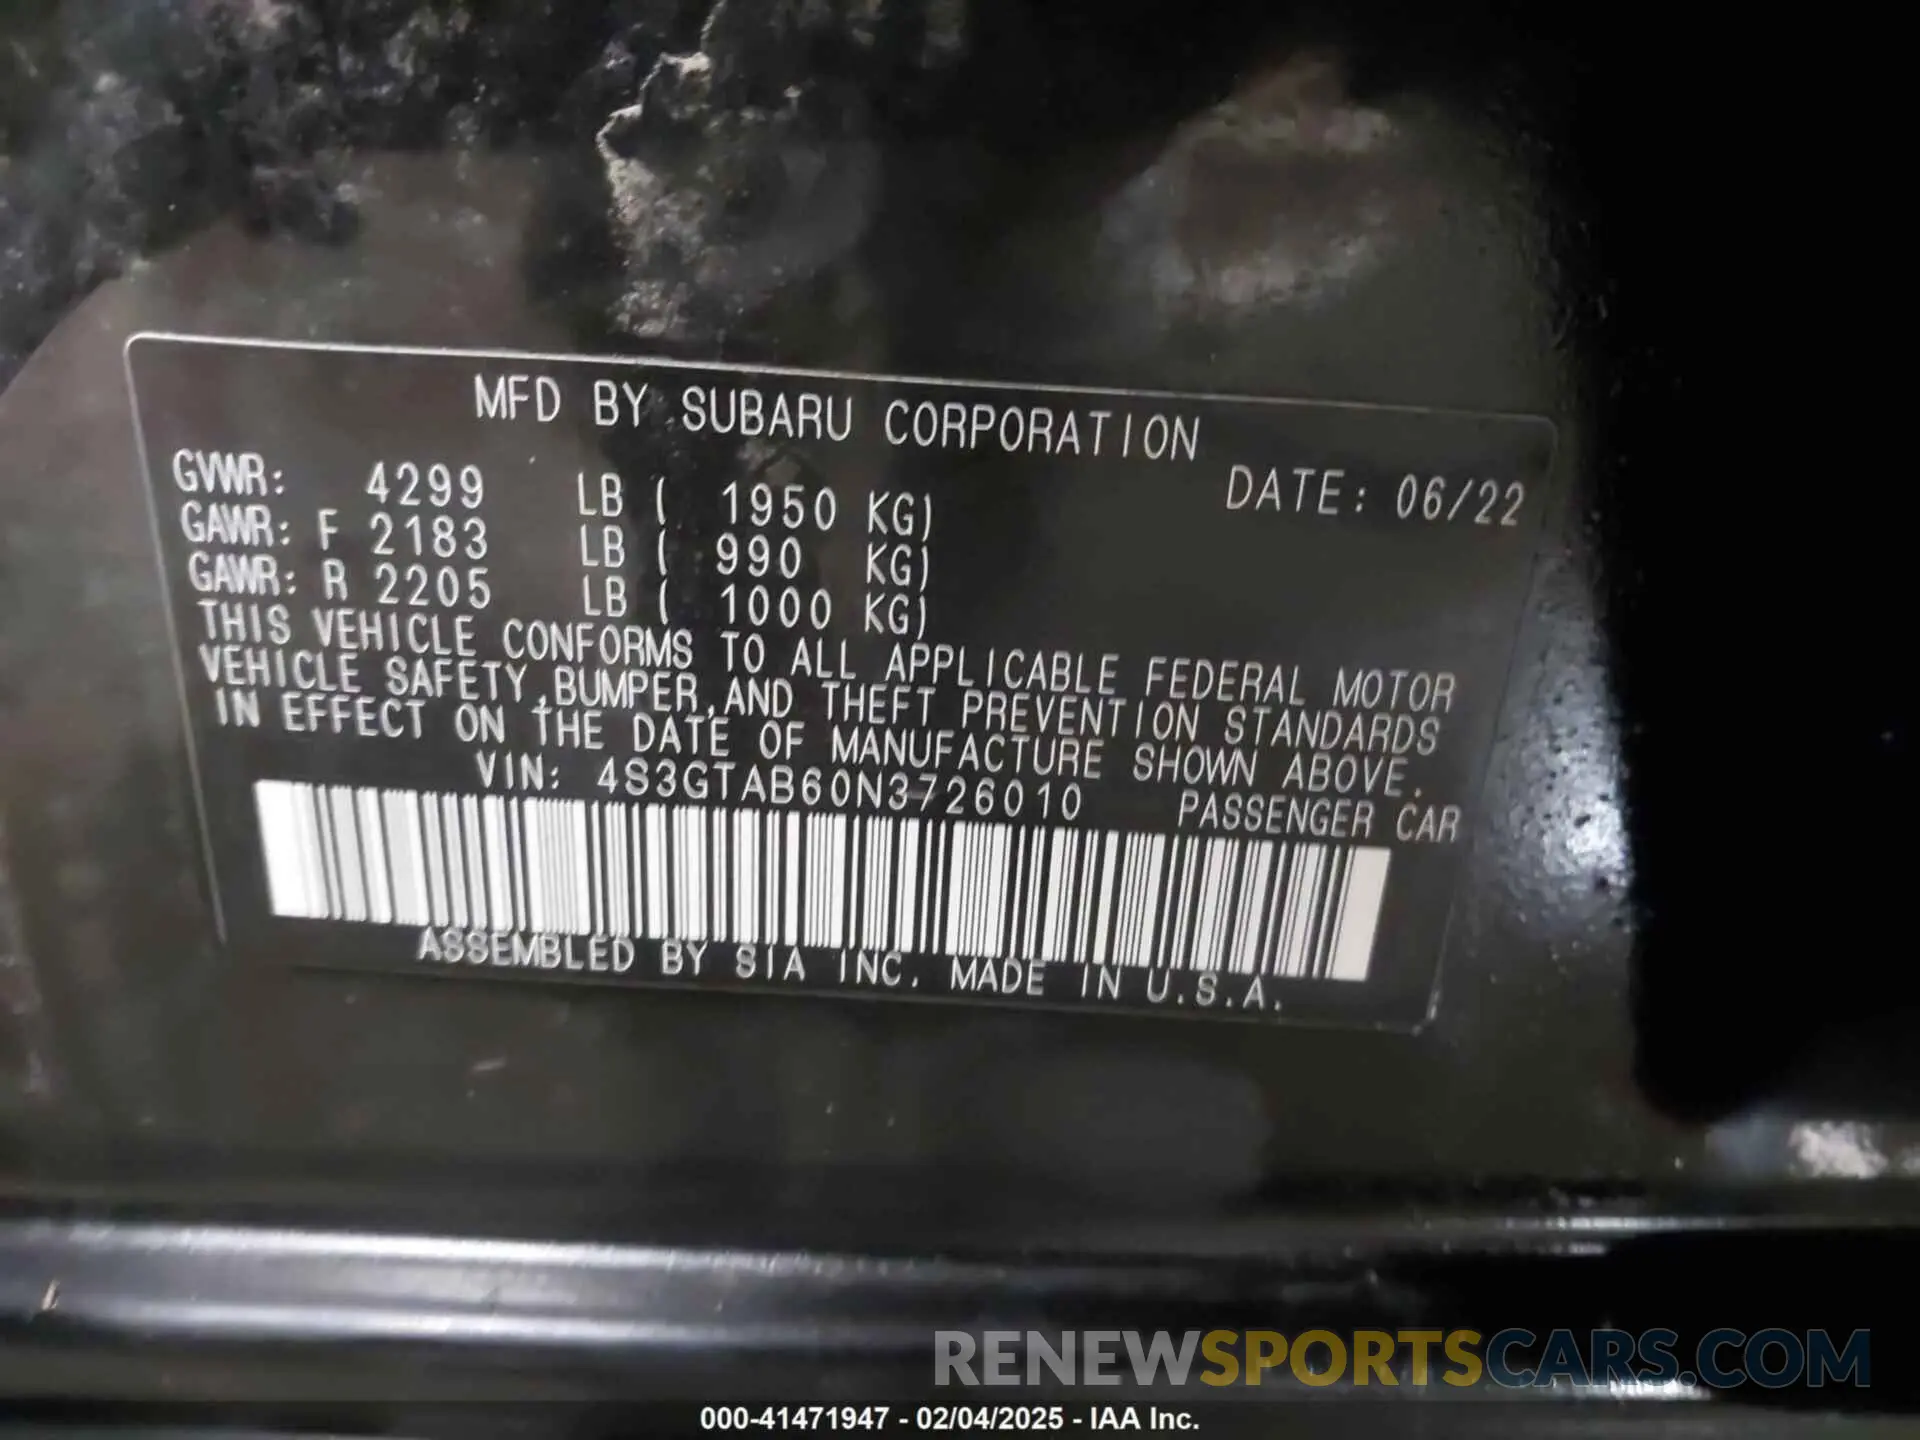 MFD BY SUBARU CORPORATION
GVWR: 4299 LB ( 1950 KG) DATE: 06/22
GAWR: F 2183 LB ( 990 KG)
GAWR: R 2205 LB ( 1000 KG)
THIS VEHICLE CONFORMS TO ALL APPLICABLE FEDERAL MOTOR
VEHICLE SAFETY,BUMPER,AND THEFT PREVENTION STANDARDS
IN EFFECT ON THE DATE OF MANUFACTURE SHOWN ABOVE.
VIN: 4S3GTAB60N3726010 PASSENGER CAR
ASSEMBLED BY SIA INC. MADE IN U.S.A.
RENEWSPORTSCARS.COM
000-41471947 - 02/04/2025 - IAA Inc.